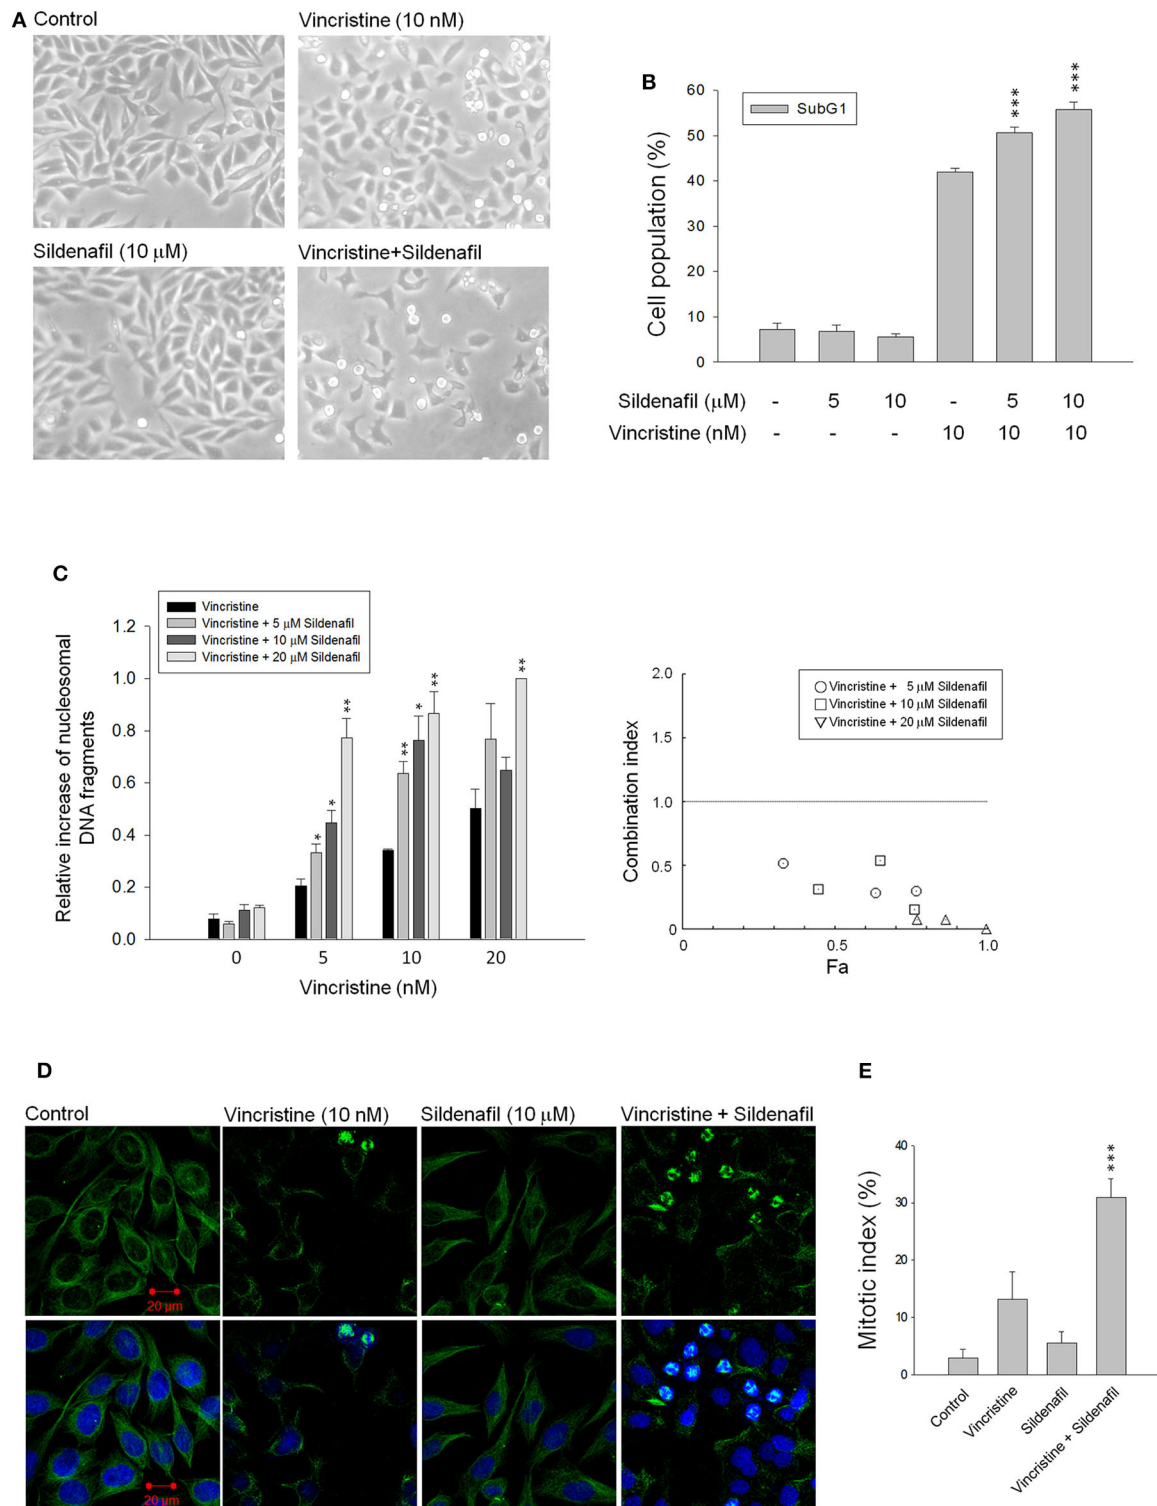 A
Control
Vincristine (10 nM)
Sildenafil (10 μM)
Vincristine+Sildenafil
B
Cell population (%)
60
50
40
30
20
10
0
SubG1
***
***
Sildenafil (μM) - 5 10 - 5 10
Vincristine (nM) - - - 10 10 10
C
Relative increase of nucleosomal
DNA fragments
Vincristine
Vincristine + 5 μM Sildenafil
Vincristine + 10 μM Sildenafil
Vincristine + 20 μM Sildenafil
1.2
1.0
0.8
0.6
0.4
0.2
0.0
* * **
** * **
**
0 5 10 20
Vincristine (nM)
Combination index
2.0
1.5
1.0
0.5
0
Vincristine + 5 μM Sildenafil
Vincristine + 10 μM Sildenafil
Vincristine + 20 μM Sildenafil
0 0.5 1.0
Fa
D
Control
Vincristine (10 nM)
Sildenafil (10 μM)
Vincristine + Sildenafil
20 μm
20 μm
E
Mitotic index (%)
40
30
20
10
0
***
Control
Vincristine
Sildenafil
Vincristine + Sildenafil